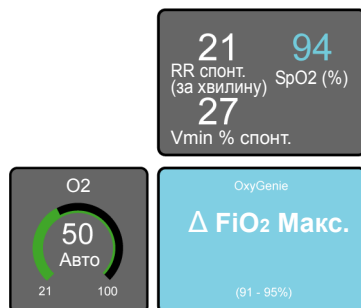 21 94
RR спонт.
(за хвилину) SpO2 (%)
27
Vmin % спонт.
O2
50
Авто
21 100
OxyGenie
Δ FiO₂ Макс.
(91 - 95%)